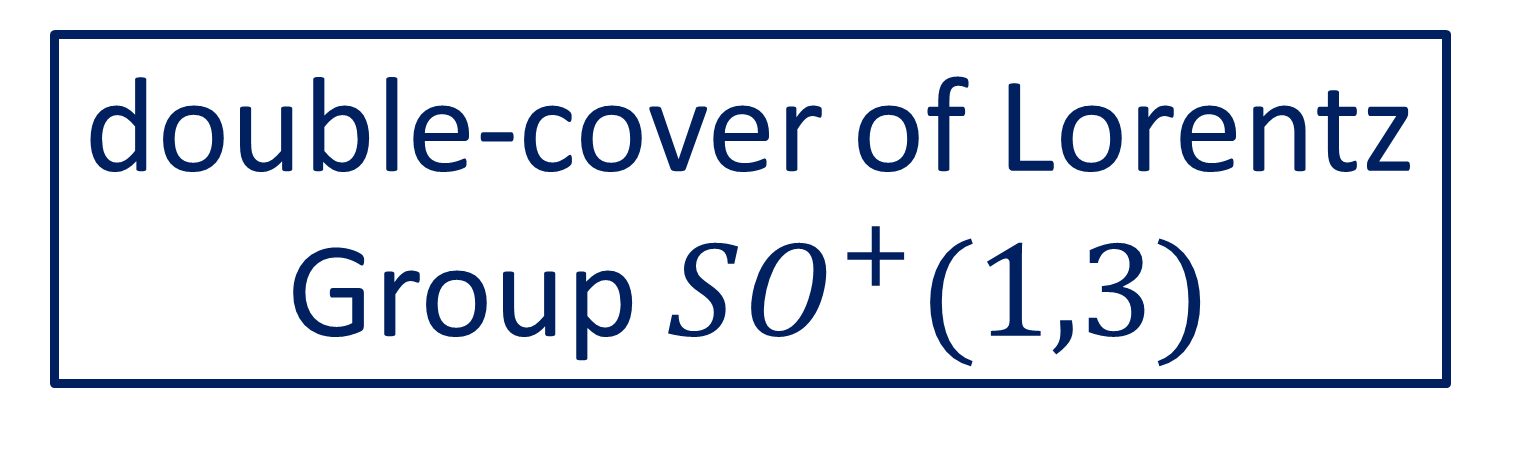 double-cover of Lorentz
Group 𝑆𝑂⁺(1,3)